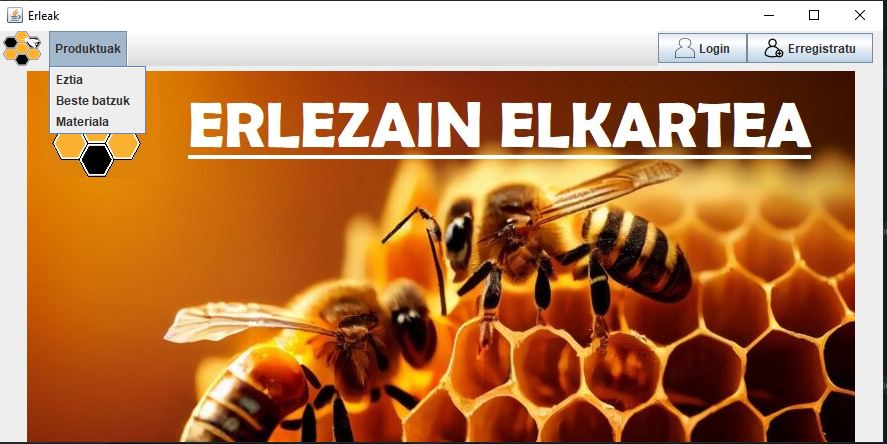 Erleak
Produktuak
Login
Erregistratu
Eztia
Beste batzuk
Materiala
ERLEZAIN ELKARTEA